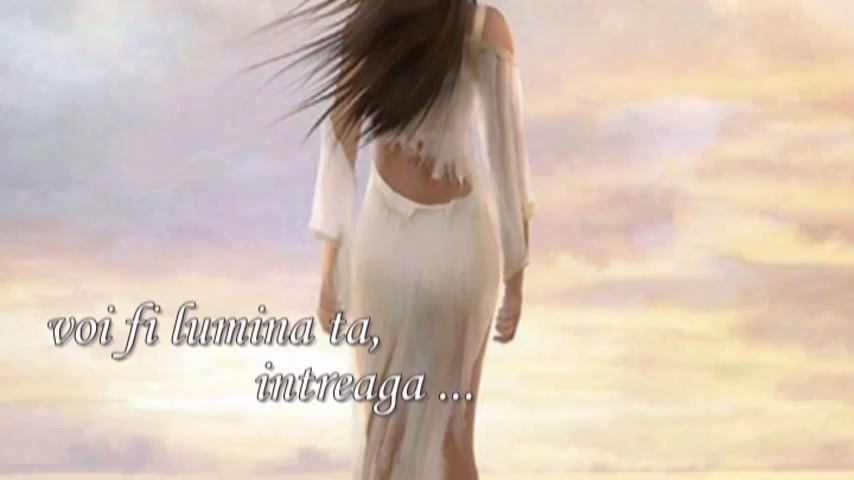 voi fi lumina ta,
intreaga ...